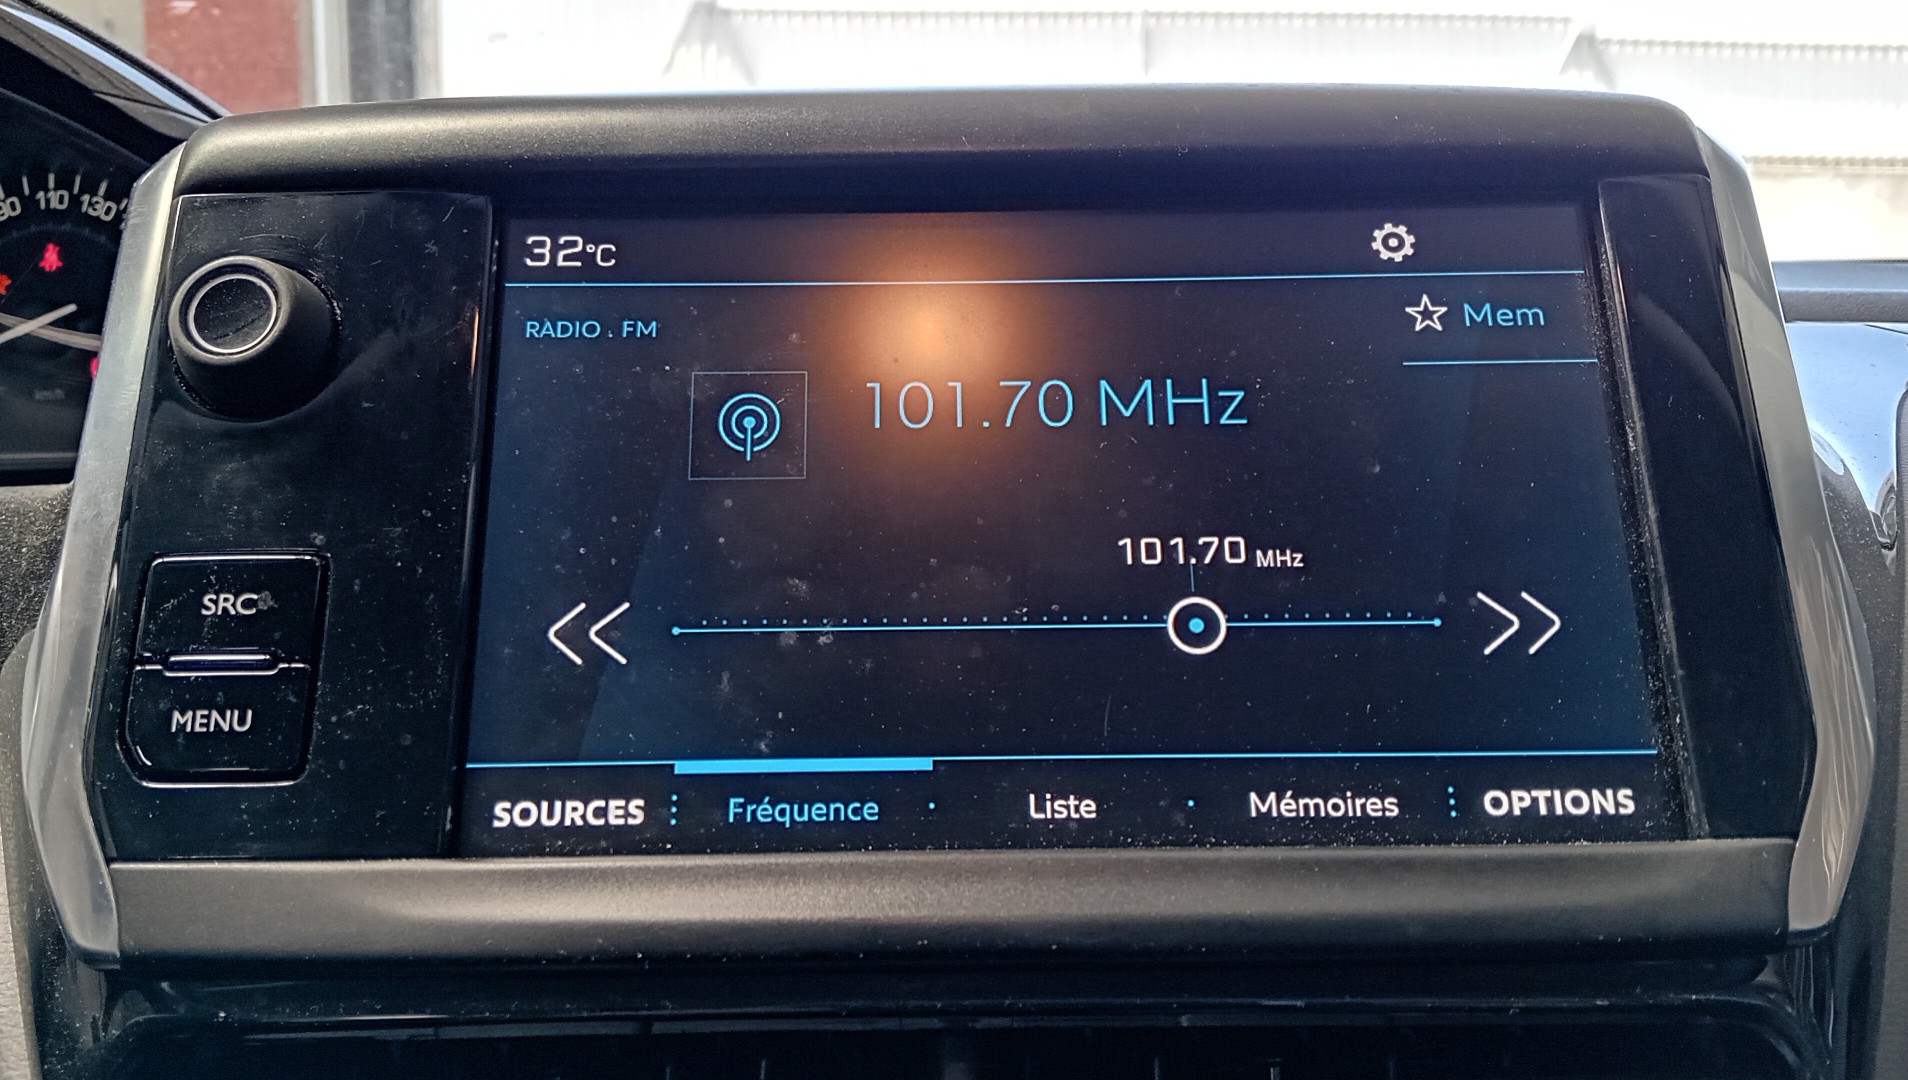 110 130
32°C
RADIO . FM
Mem
101.70 MHz
101.70 MHz
SRC
MENU
SOURCES Fréquence Liste Mémoires OPTIONS